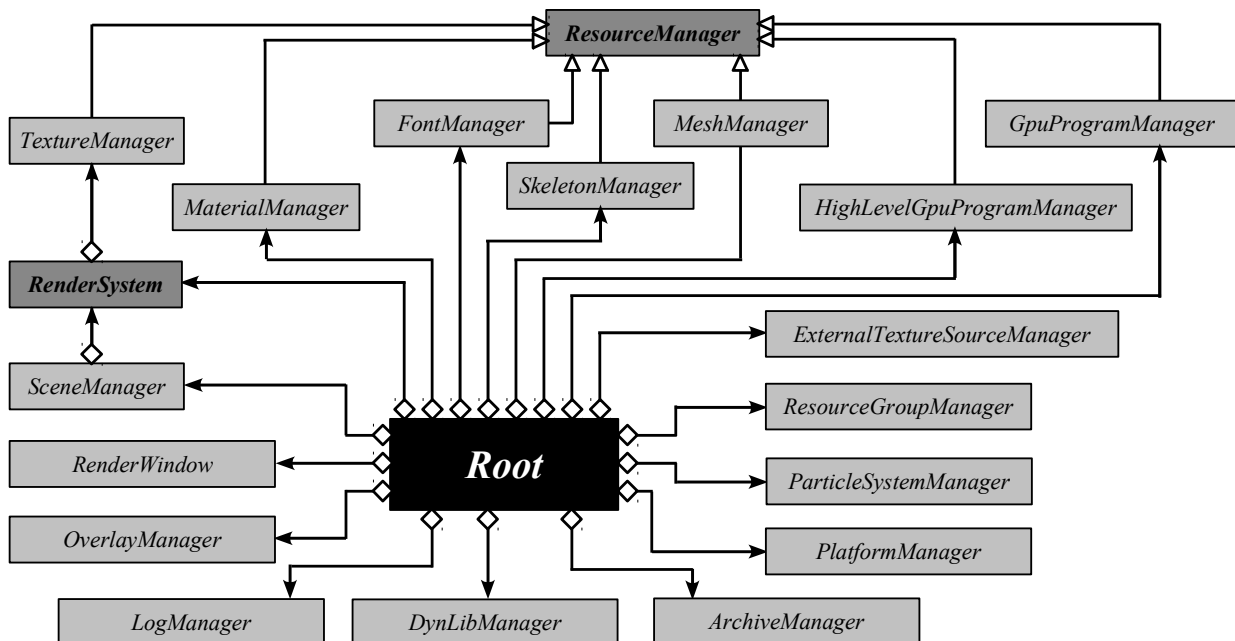 ResourceManager
FontManager
MeshManager
GpuProgramManager
TextureManager
SkeletonManager
MaterialManager
HighLevelGpuProgramManager
RenderSystem
ExternalTextureSourceManager
SceneManager
ResourceGroupManager
RenderWindow
Root
ParticleSystemManager
OverlayManager
PlatformManager
LogManager
DynLibManager
ArchiveManager